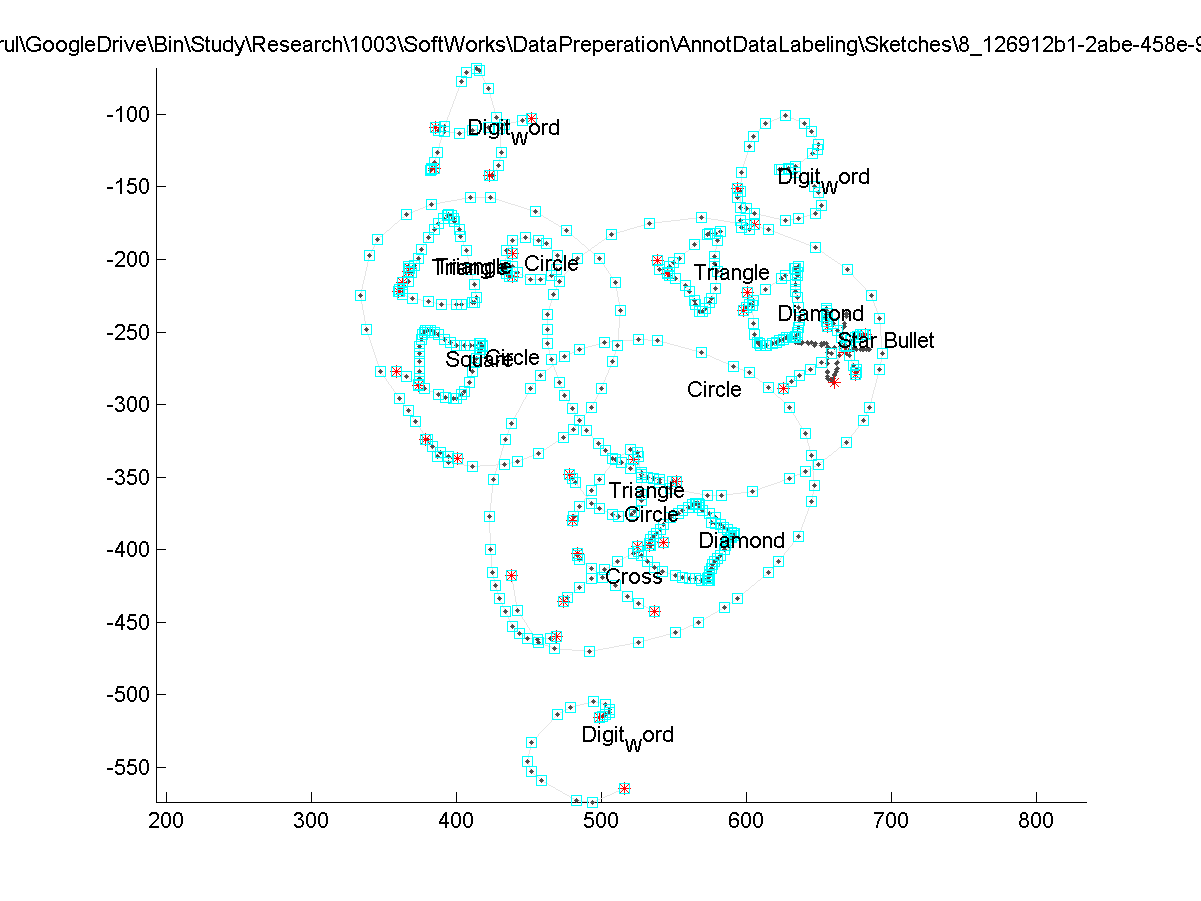 rul\GoogleDrive\Bin\Study\Research\1003\SoftWorks\DataPreperation\AnnotDataLabeling\Sketches\8_126912b1-2abe-458e-9
-100
-150
-200
-250
-300
-350
-400
-450
-500
-550
200 300 400 500 600 700 800
Digit_word
Digit_word
Triangle
Triangle
Circle
Triangle
Diamond
Star Bullet
Square
Circle
Circle
Triangle
Circle
Diamond
Cross
Digit_word